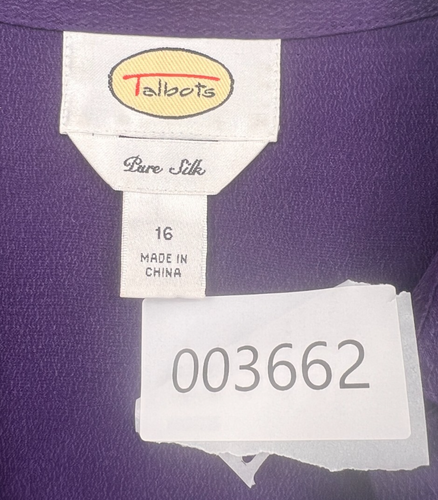 Talbots
Pure Silk
16
MADE IN
CHINA
003662